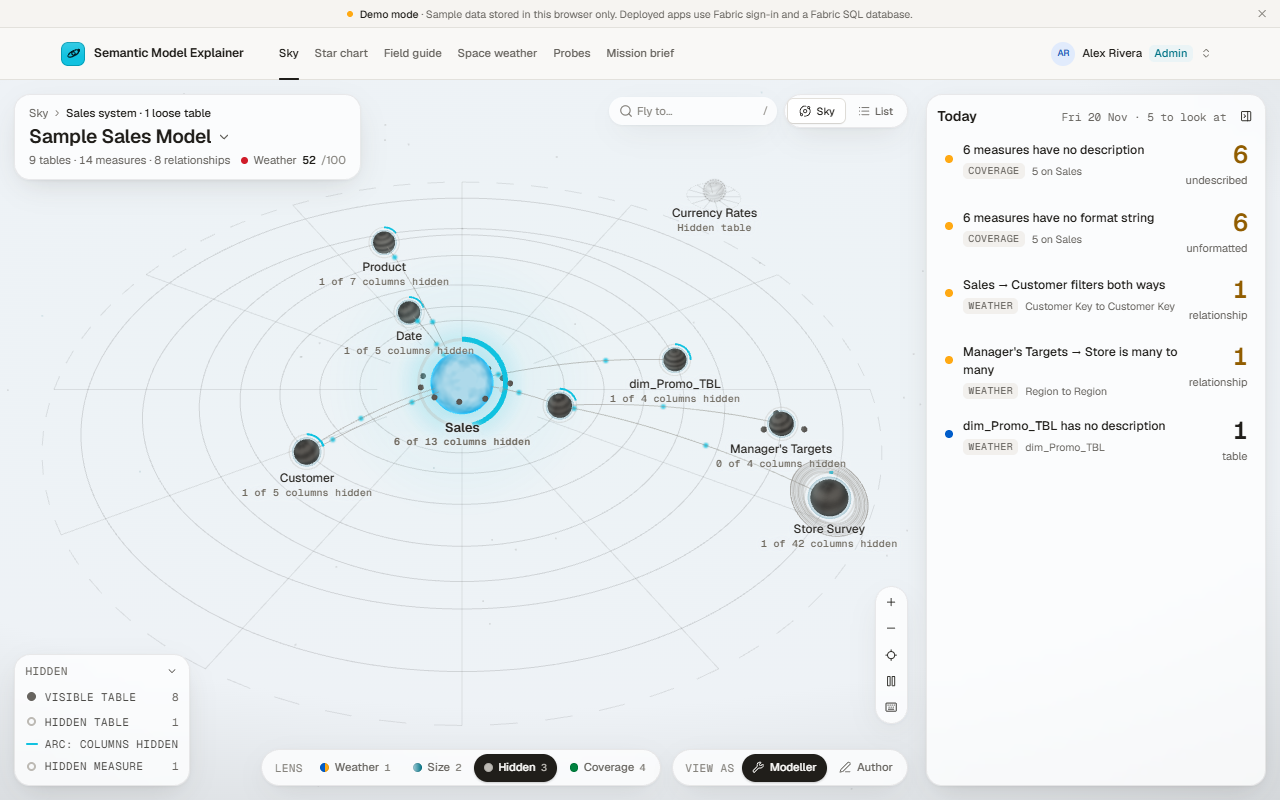 Demo mode · Sample data stored in this browser only. Deployed apps use Fabric sign-in and a Fabric SQL database.
Semantic Model Explainer
Sky
Star chart
Field guide
Space weather
Probes
Mission brief
AR
Alex Rivera
Admin
Sky › Sales system · 1 loose table
Sample Sales Model
9 tables · 14 measures · 8 relationships
Weather 52 /100
Fly to...
/
Sky
List
Currency Rates
Hidden table
Product
1 of 7 columns hidden
Date
1 of 5 columns hidden
dim_Promo_TBL
1 of 4 columns hidden
Sales
6 of 13 columns hidden
Manager's Targets
0 of 4 columns hidden
Customer
1 of 5 columns hidden
Store Survey
1 of 42 columns hidden
HIDDEN
VISIBLE TABLE 8
HIDDEN TABLE 1
ARC: COLUMNS HIDDEN
HIDDEN MEASURE 1
LENS
Weather 1
Size 2
Hidden 3
Coverage 4
VIEW AS
Modeller
Author
Today
Fri 20 Nov · 5 to look at
6 measures have no description
COVERAGE 5 on Sales
6
undescribed
6 measures have no format string
COVERAGE 5 on Sales
6
unformatted
Sales → Customer filters both ways
WEATHER Customer Key to Customer Key
1
relationship
Manager's Targets → Store is many to
many
WEATHER Region to Region
1
relationship
dim_Promo_TBL has no description
WEATHER dim_Promo_TBL
1
table